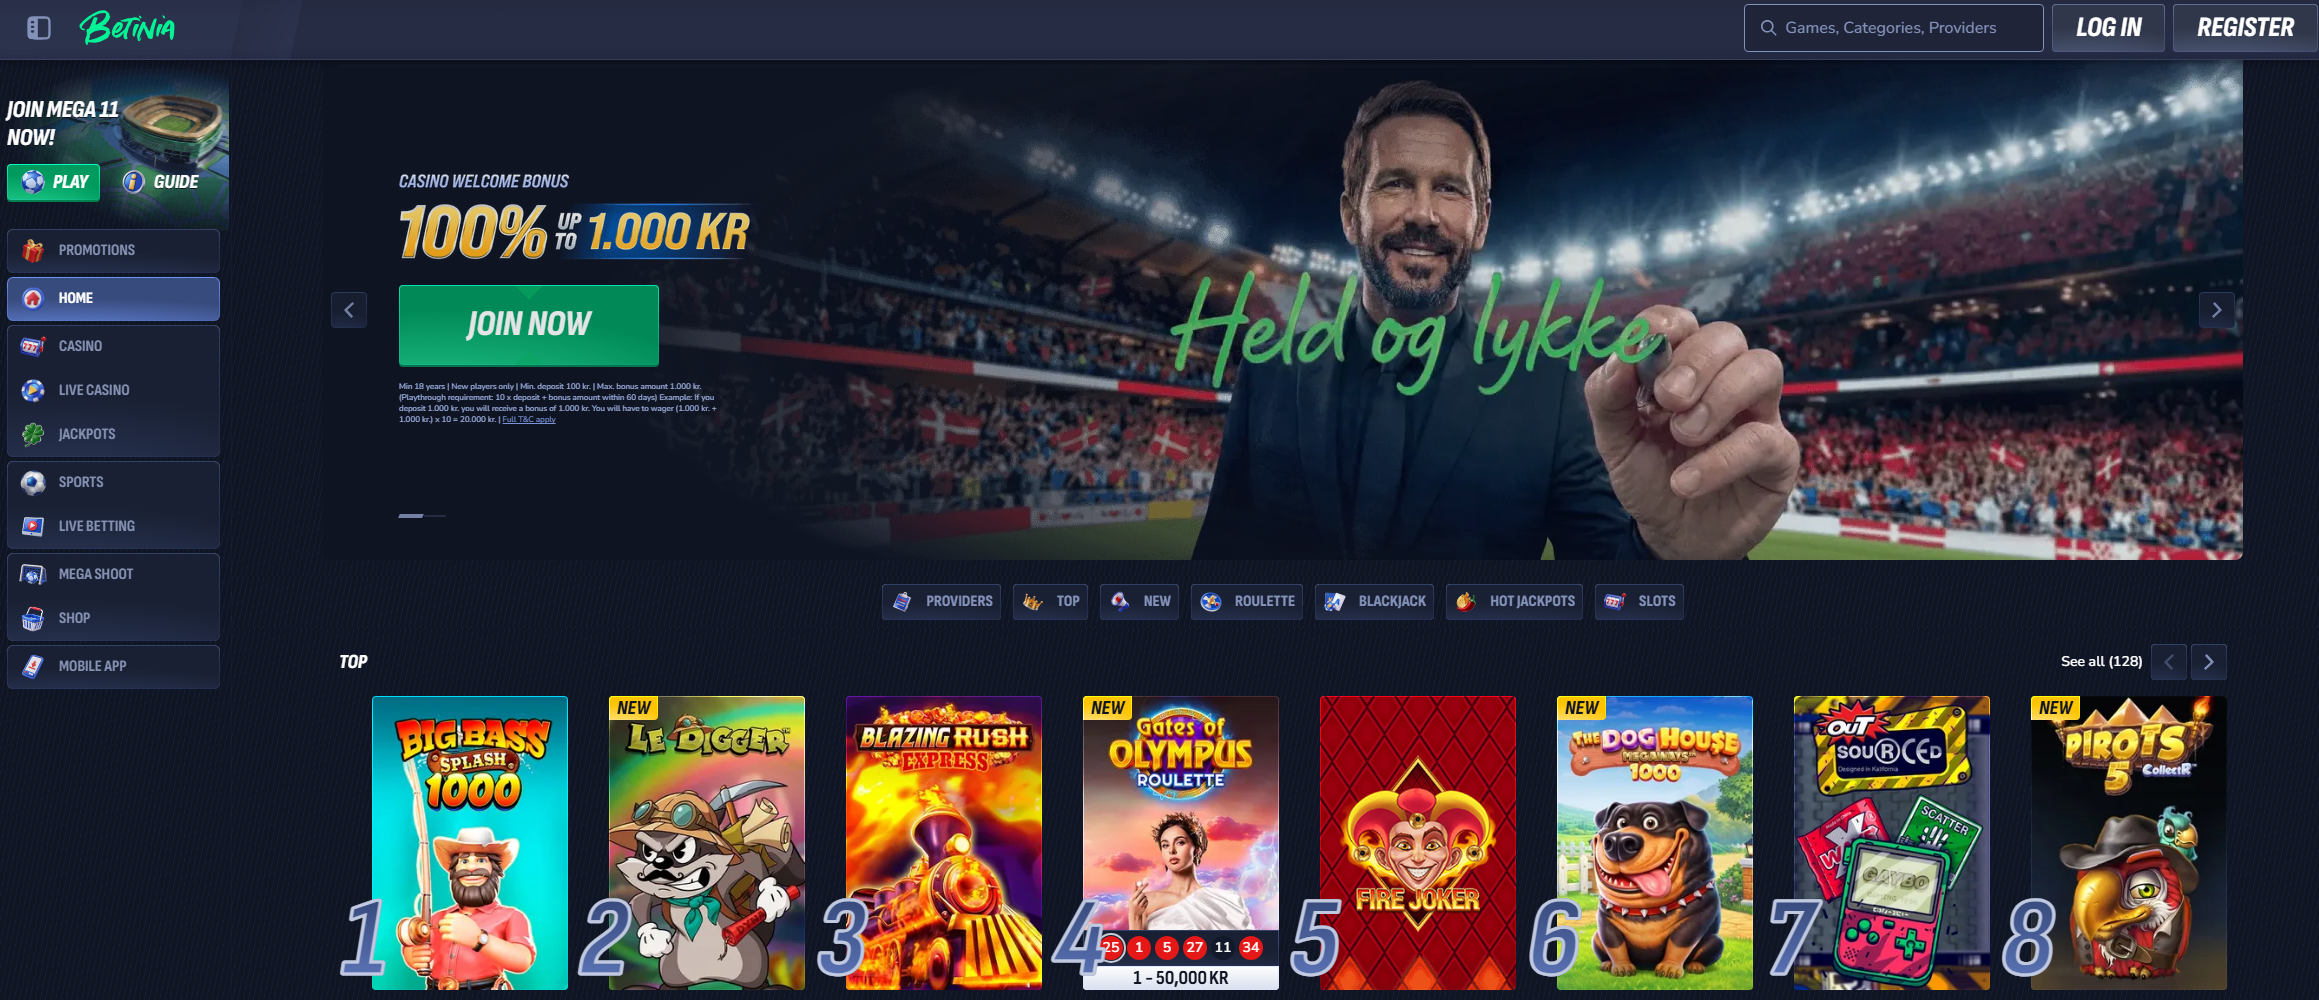 Betinia
Games, Categories, Providers
LOG IN
REGISTER
JOIN MEGA 11
NOW!
PLAY
GUIDE
PROMOTIONS
HOME
CASINO
LIVE CASINO
JACKPOTS
SPORTS
LIVE BETTING
MEGA SHOOT
SHOP
MOBILE APP
CASINO WELCOME BONUS
100% UP TO 1.000 KR
JOIN NOW
Min 18 years | New players only | Min. deposit 100 kr. | Max. bonus amount 1.000 kr.
(Playthrough requirement: 10 x deposit + bonus amount within 60 days) Example: If you
deposit 1.000 kr. you will receive a bonus of 1.000 kr. You will have to wager (1.000 kr. +
1.000 kr.) x 10 = 20.000 kr. | Full T&C apply
Held og lykke
PROVIDERS
TOP
NEW
ROULETTE
BLACKJACK
HOT JACKPOTS
SLOTS
TOP
See all (128)
BIG BASS
SPLASH
1000
1
NEW
LE DIGGER
2
BLAZING RUSH
EXPRESS
3
NEW
Gates of
OLYMPUS
ROULETTE
25 1 5 27 11 34
1 - 50,000 KR
4
FIRE JOKER
5
NEW
THE DOG HOUSE
MEGAWAYS
1000
6
OUT
SOURCED
Designed in Kalifornia
SCATTER
GAYBO
7
NEW
PIROTS
5
CollectR
8